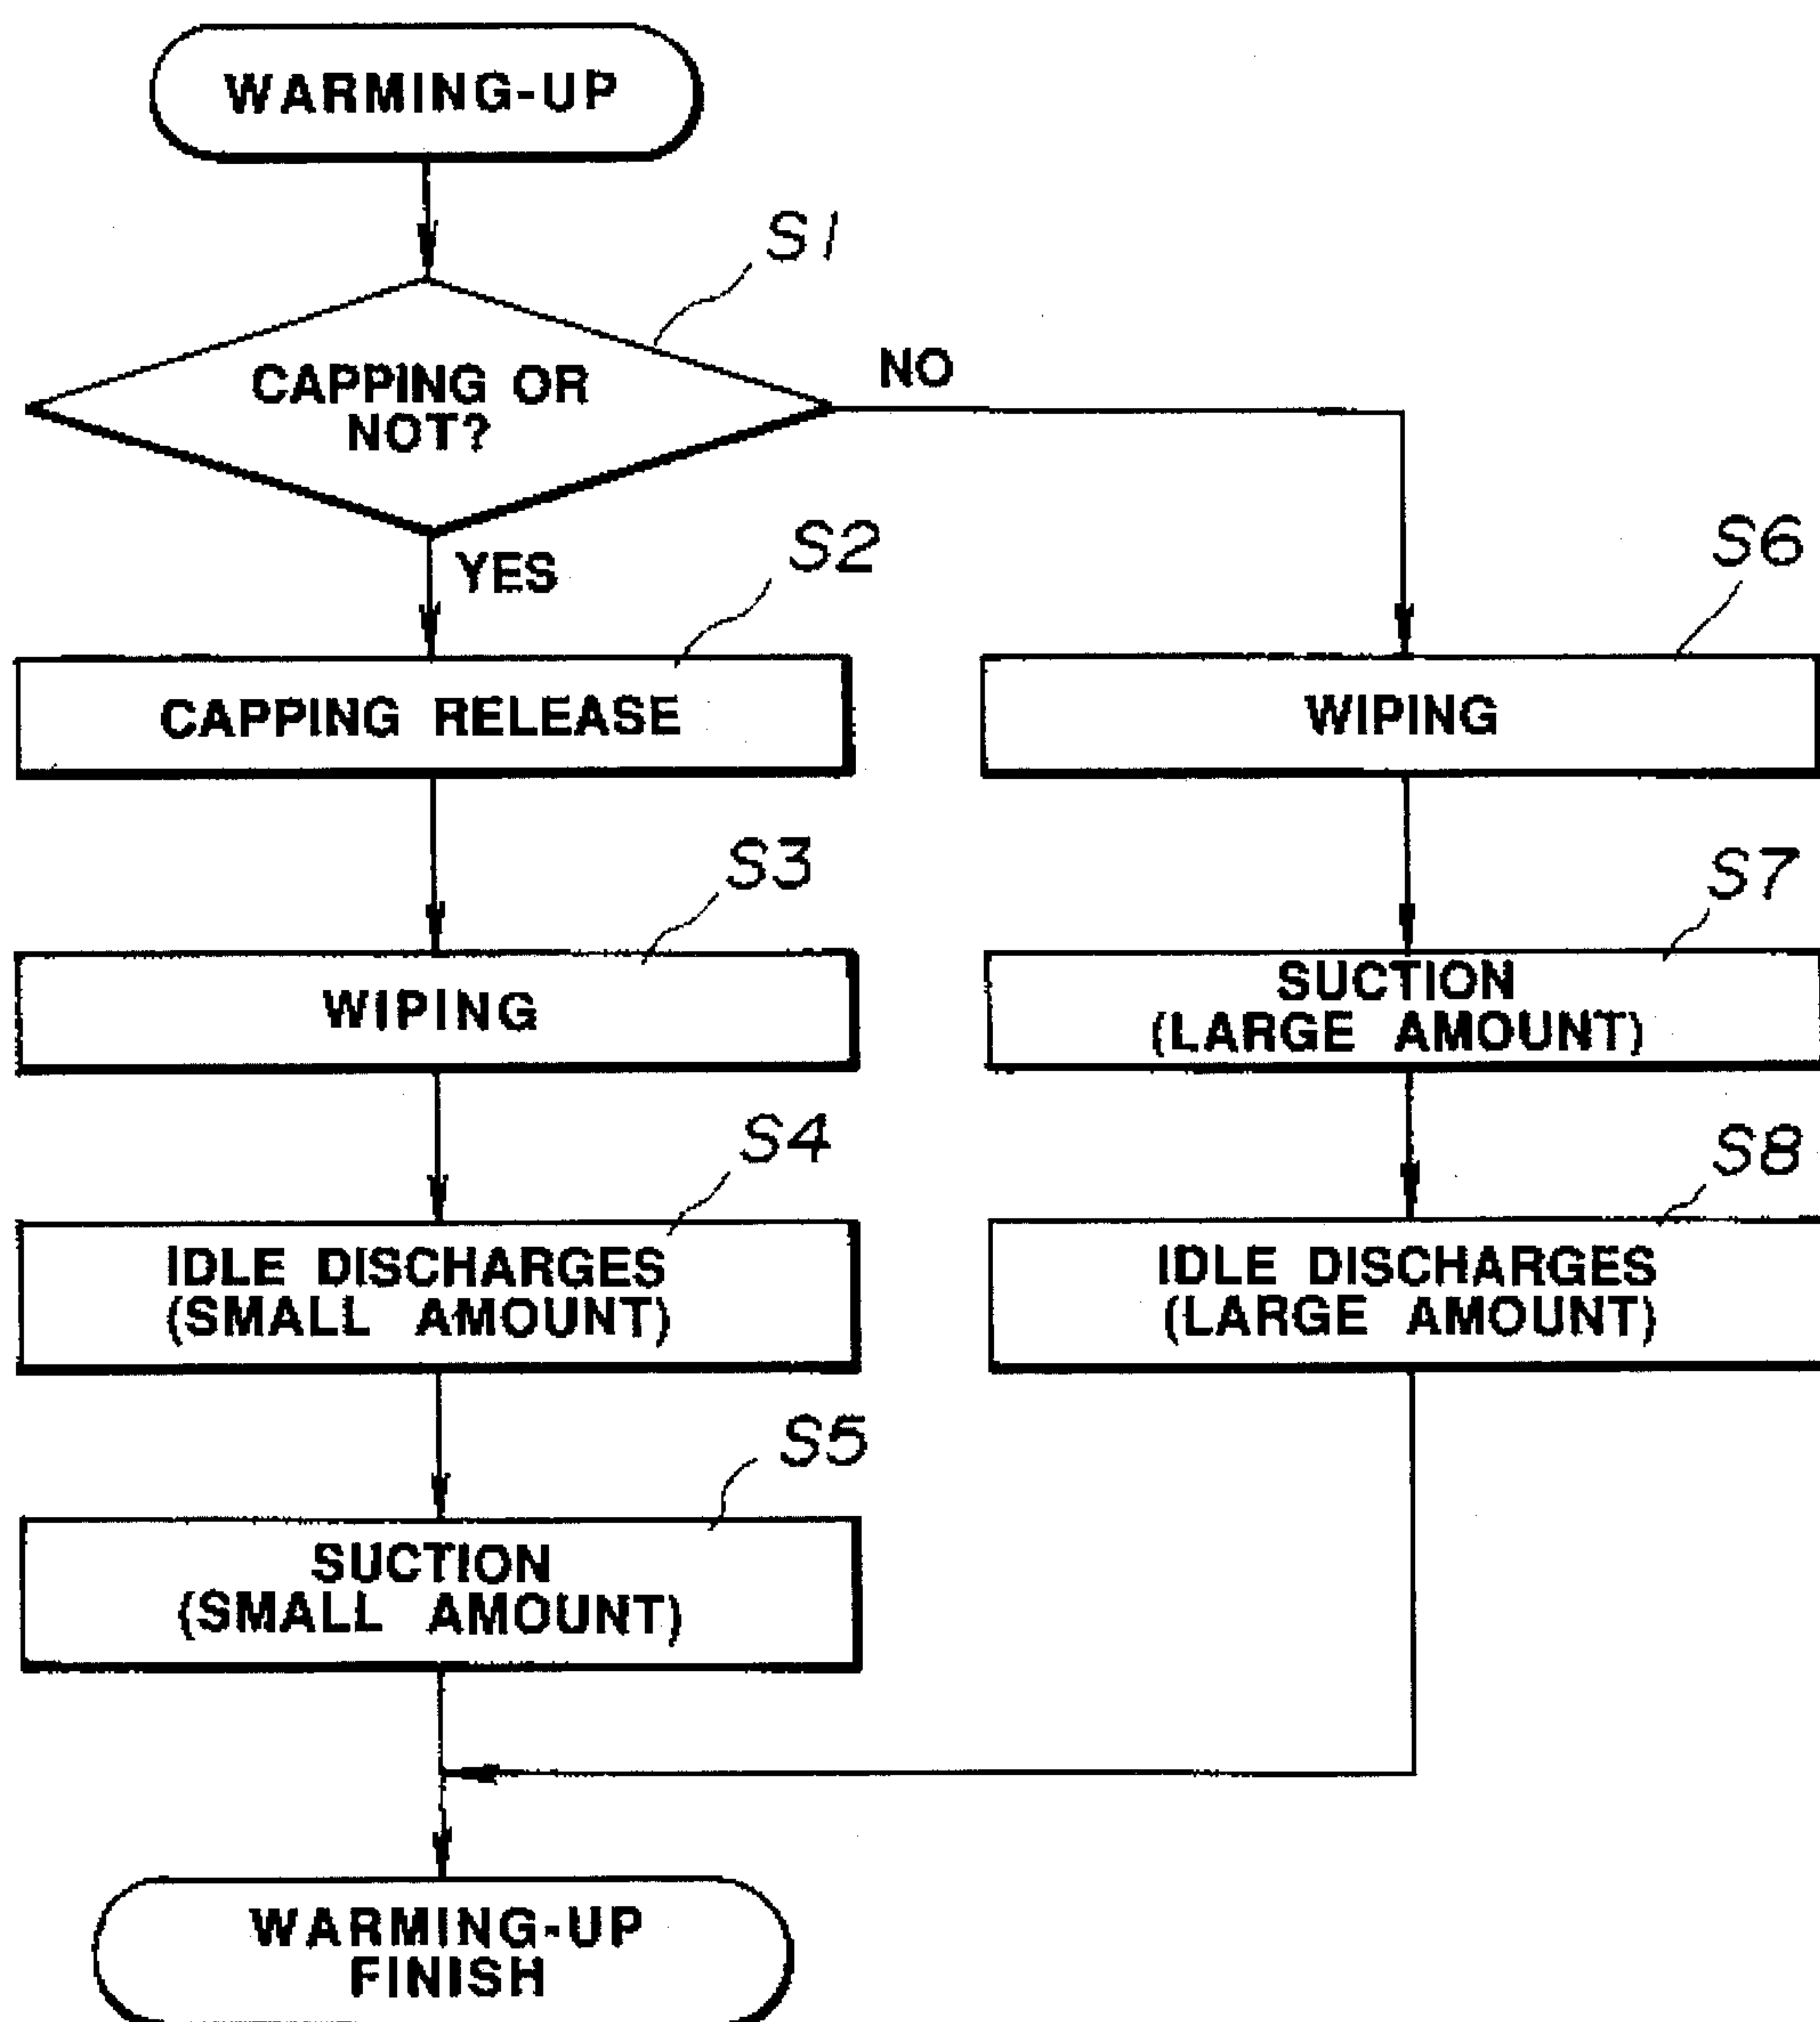 WARMING-UP
S1
CAPPING OR
NOT?
NO
YES
S2
CAPPING RELEASE
S3
WIPING
S4
IDLE DISCHARGES
(SMALL AMOUNT)
S5
SUCTION
(SMALL AMOUNT)
S6
WIPING
S7
SUCTION
(LARGE AMOUNT)
S8
IDLE DISCHARGES
(LARGE AMOUNT)
WARMING-UP
FINISH